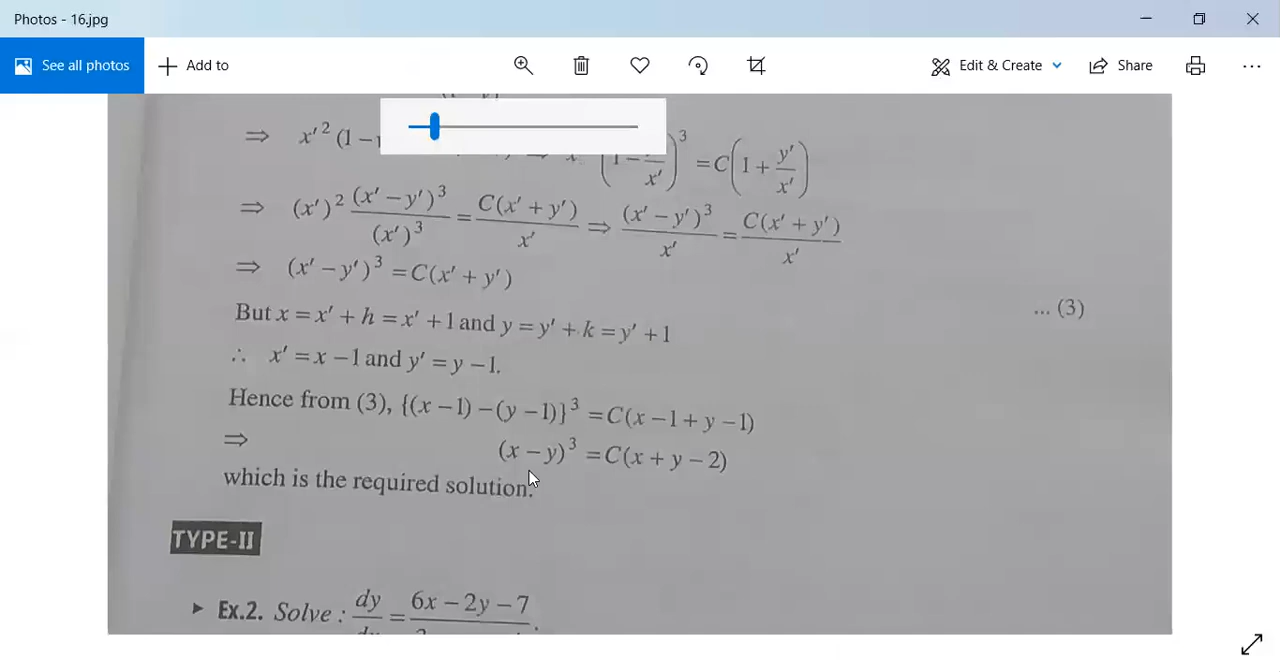 Photos - 16.jpg
See all photos
Add to
Edit & Create
Share
⇒ x'² (1 –
1 – x' )³ = C(1 + y'/x')
⇒ (x')² (x' – y')³/(x')³ = C(x' + y')/x' ⇒ (x' – y')³/x' = C(x' + y')/x'
⇒ (x' – y')³ = C(x' + y') ... (3)
But x = x' + h = x' + 1 and y = y' + k = y' + 1
∴ x' = x – 1 and y' = y – 1.
Hence from (3), {(x – 1) – (y – 1)}³ = C(x – 1 + y – 1)
⇒ (x – y)³ = C(x + y – 2)
which is the required solution.
TYPE-II
► Ex.2. Solve : dy = 6x – 2y – 7